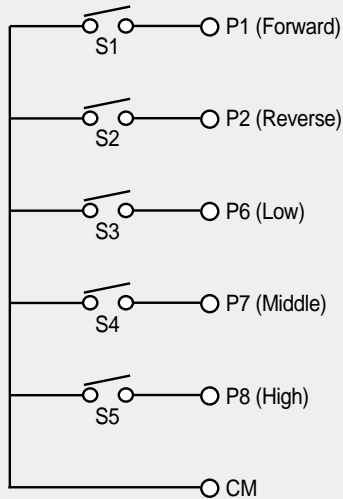 P1 (Forward)
S1
P2 (Reverse)
S2
P6 (Low)
S3
P7 (Middle)
S4
P8 (High)
S5
CM